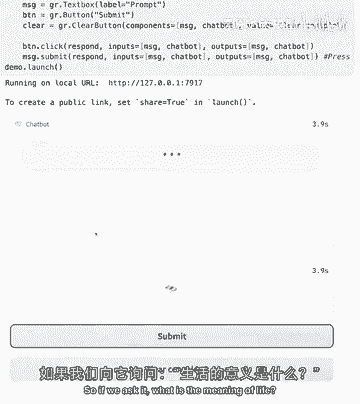 msg = gr.Textbox(label="Prompt")
btn = gr.Button("Submit")
clear = gr.ClearButton(components=[msg, chatbot], value="Clear console")
btn.click(respond, inputs=[msg, chatbot], outputs=[msg, chatbot])
msg.submit(respond, inputs=[msg, chatbot], outputs=[msg, chatbot]) #Press
demo.launch()
Running on local URL: http://127.0.0.1:7917
To create a public link, set `share=True` in `launch()`.
Chatbot
3.9s
3.9s
Submit
如果我们向它询问：“生活的意义是什么？”
So if we ask it, what is the meaning of life?